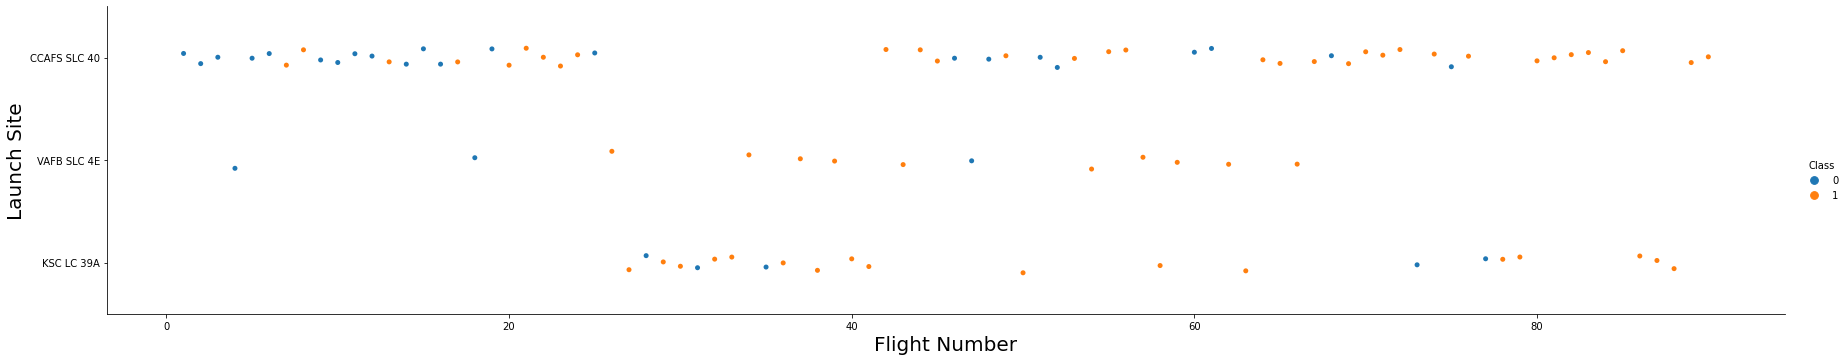 Launch Site
CCAFS SLC 40
VAFB SLC 4E
KSC LC 39A
0 20 40 60 80
Flight Number
Class
0
1